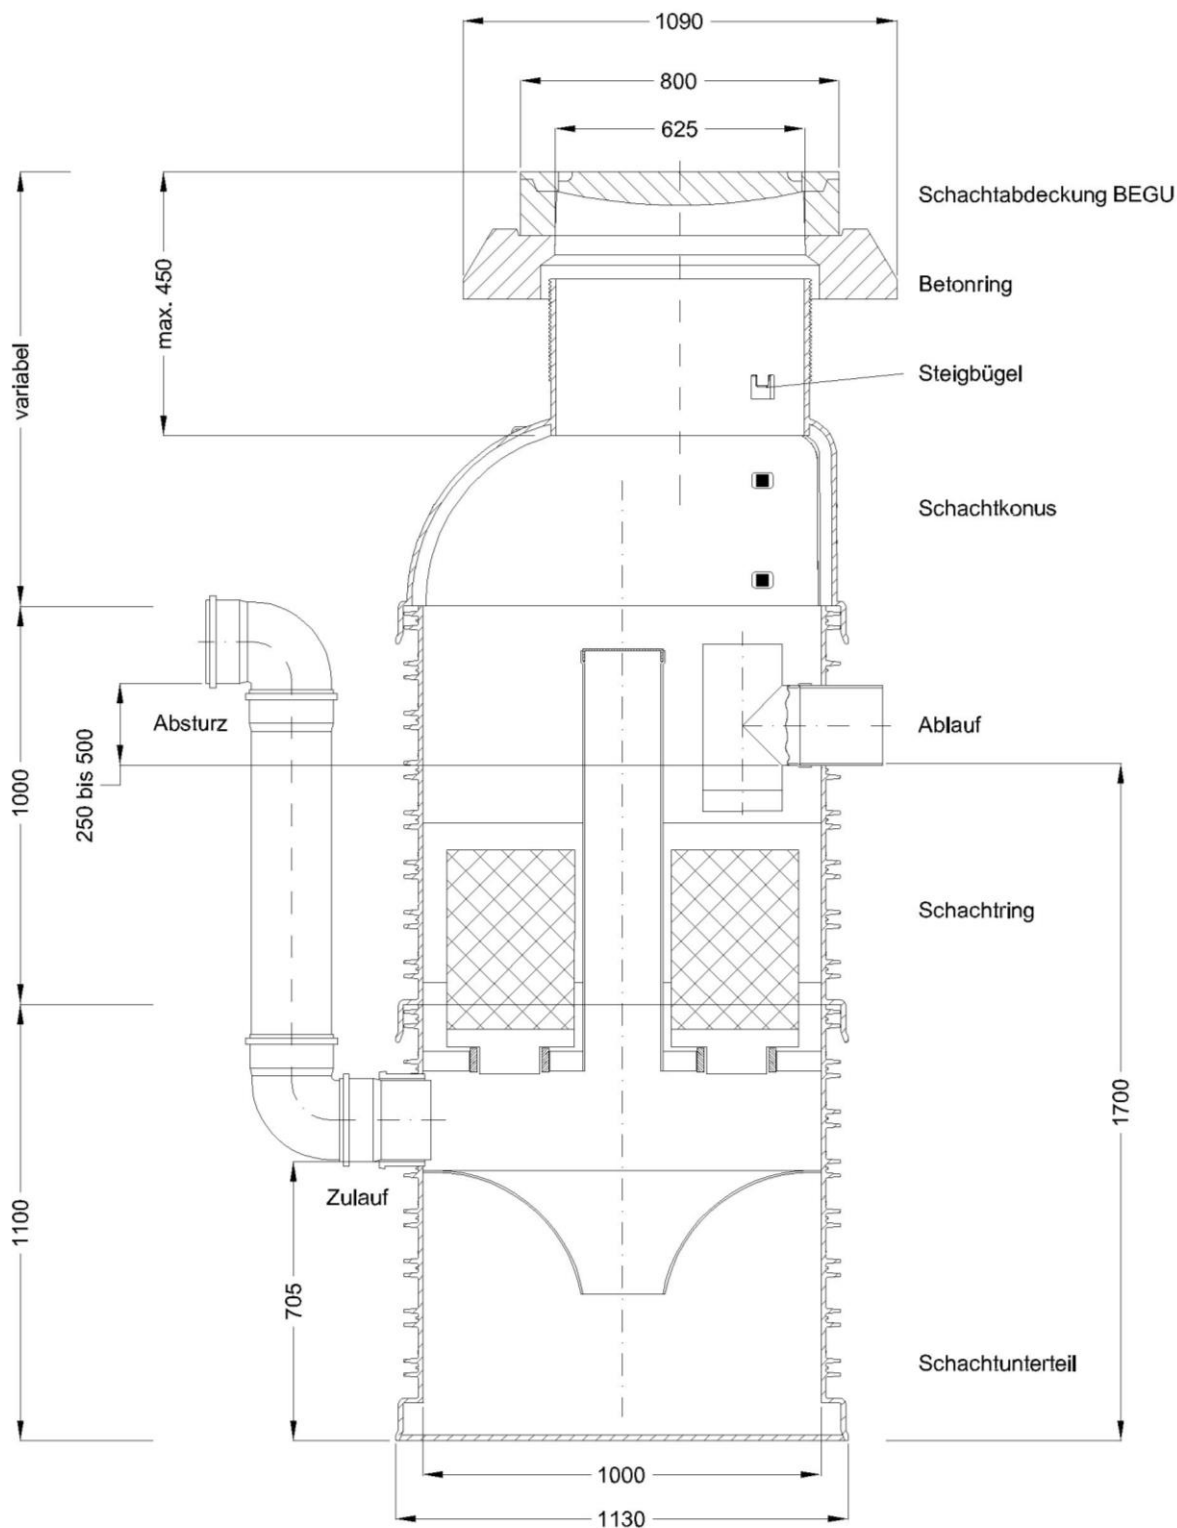 1090
800
625
Schachtabdeckung BEGU
max. 450
Betonring
variabel
Steigbügel
Schachtkonus
Absturz
Ablauf
250 bis 500
1000
Schachtring
1700
Zulauf
1100
705
Schachtunterteil
1000
1130